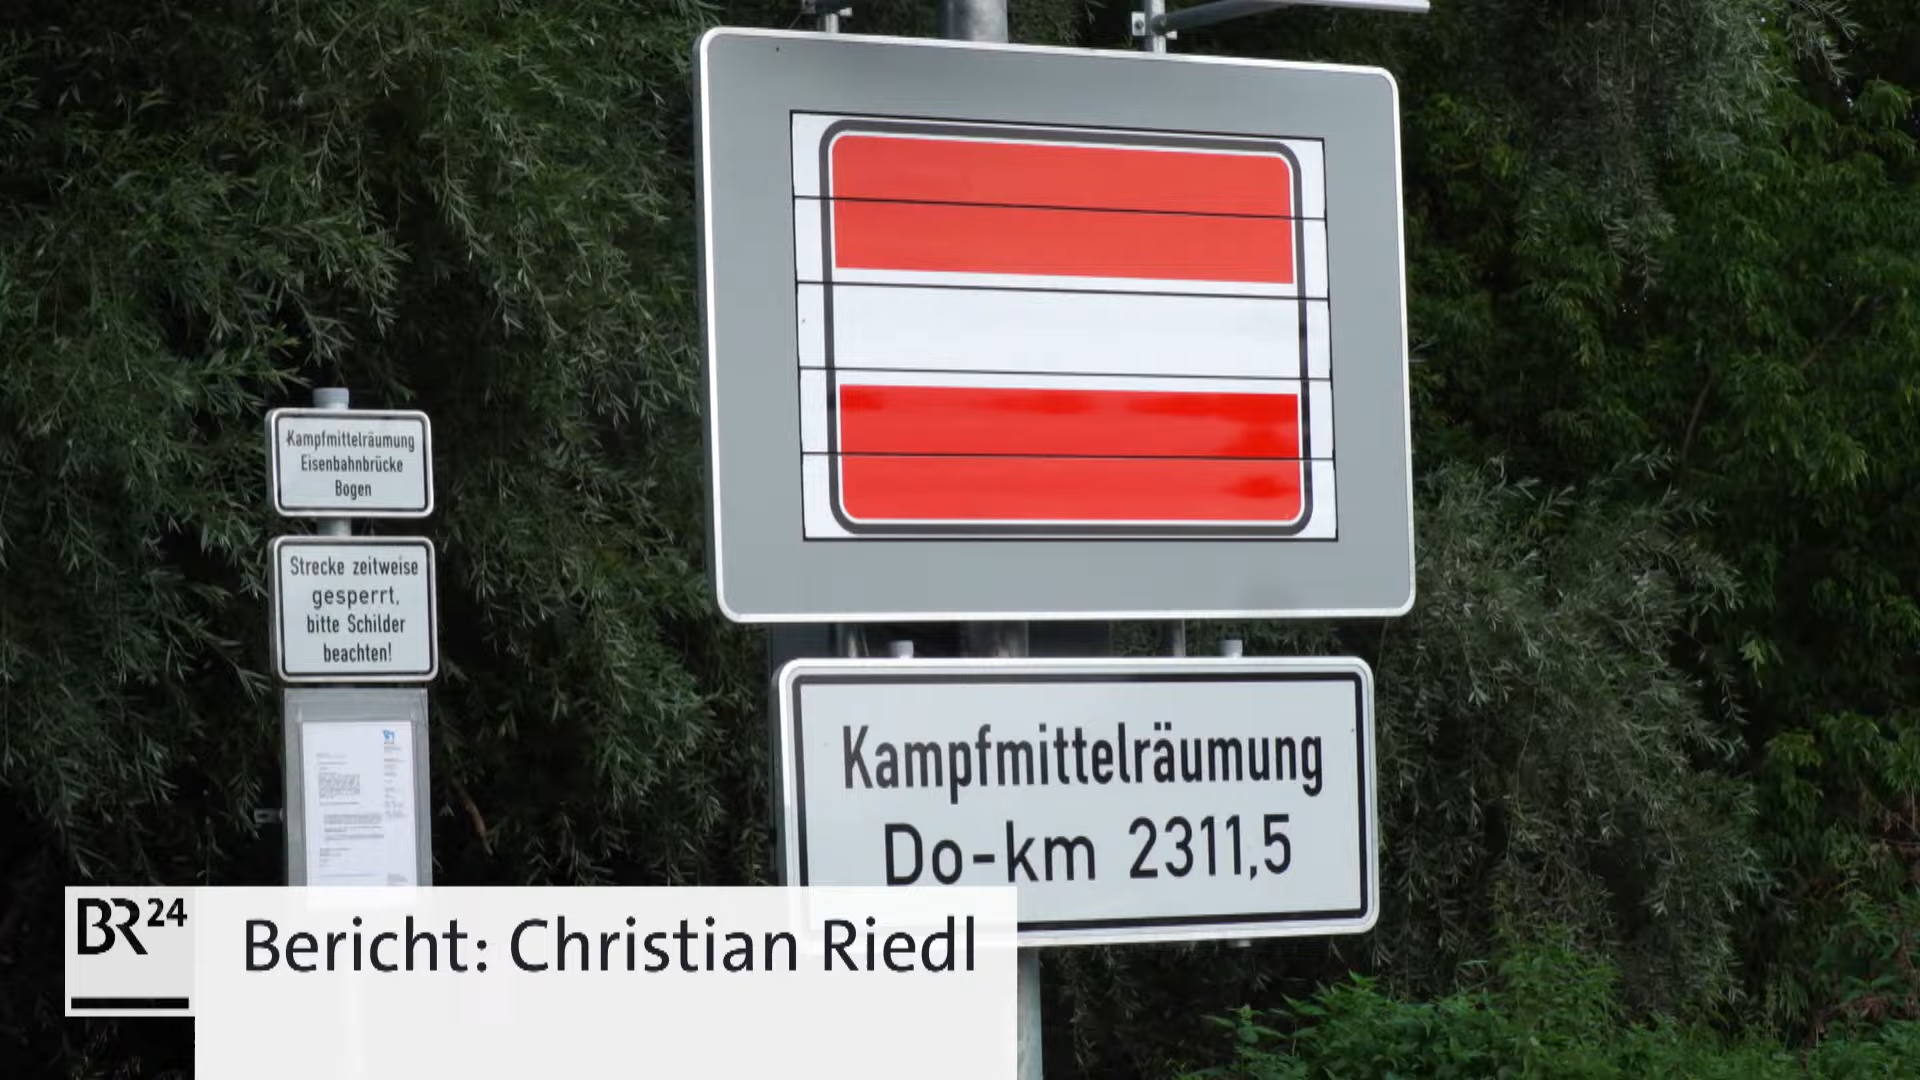 Kampfmittelräumung
Eisenbahnbrücke
Bogen
Strecke zeitweise
gesperrt,
bitte Schilder
beachten!
Kampfmittelräumung
Do-km 2311,5
BR24
Bericht: Christian Riedl